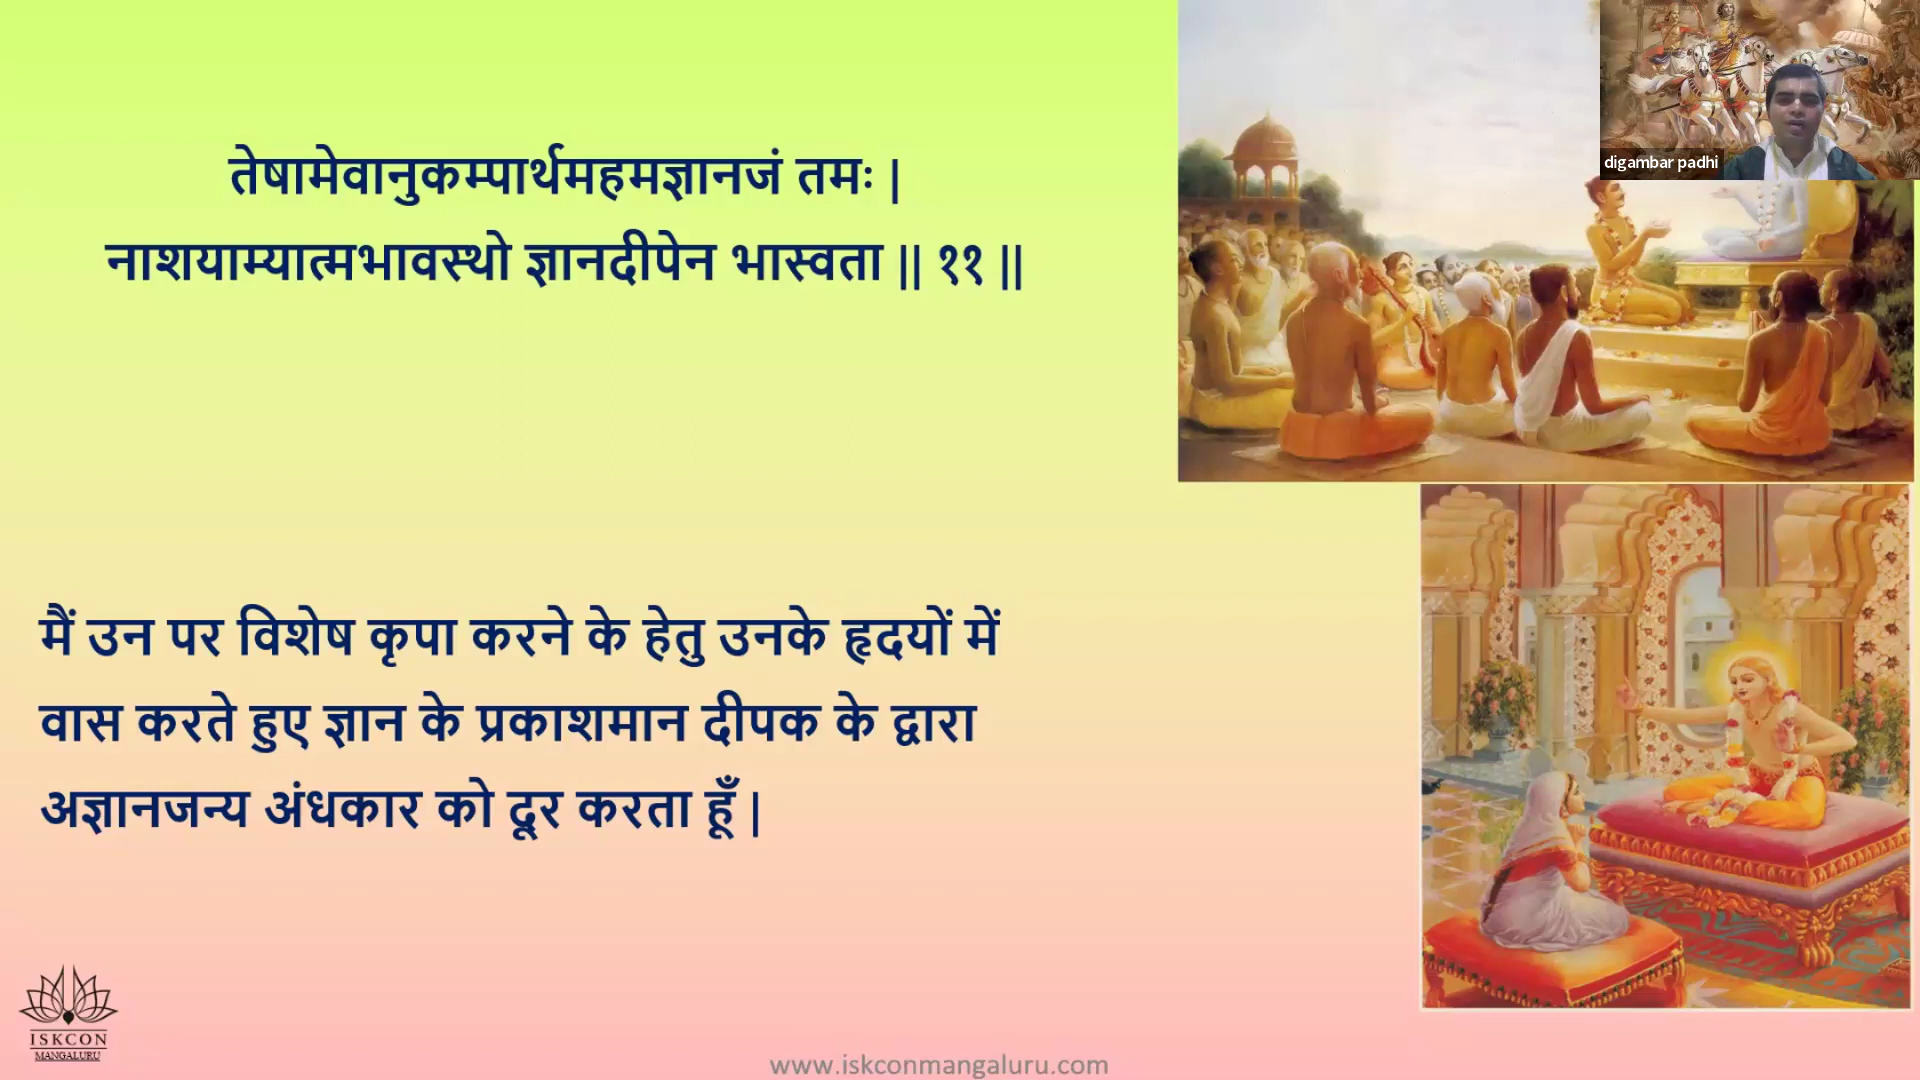 तेषामेवानुकम्पार्थमहमज्ञानजं तमः |
नाशयाम्यात्मभावस्थो ज्ञानदीपेन भास्वता || ११ ||
digambar padhi
मैं उन पर विशेष कृपा करने के हेतु उनके हृदयों में
वास करते हुए ज्ञान के प्रकाशमान दीपक के द्वारा
अज्ञानजन्य अंधकार को दूर करता हूँ |
ISKCON
MANGALURU
www.iskconmangaluru.com